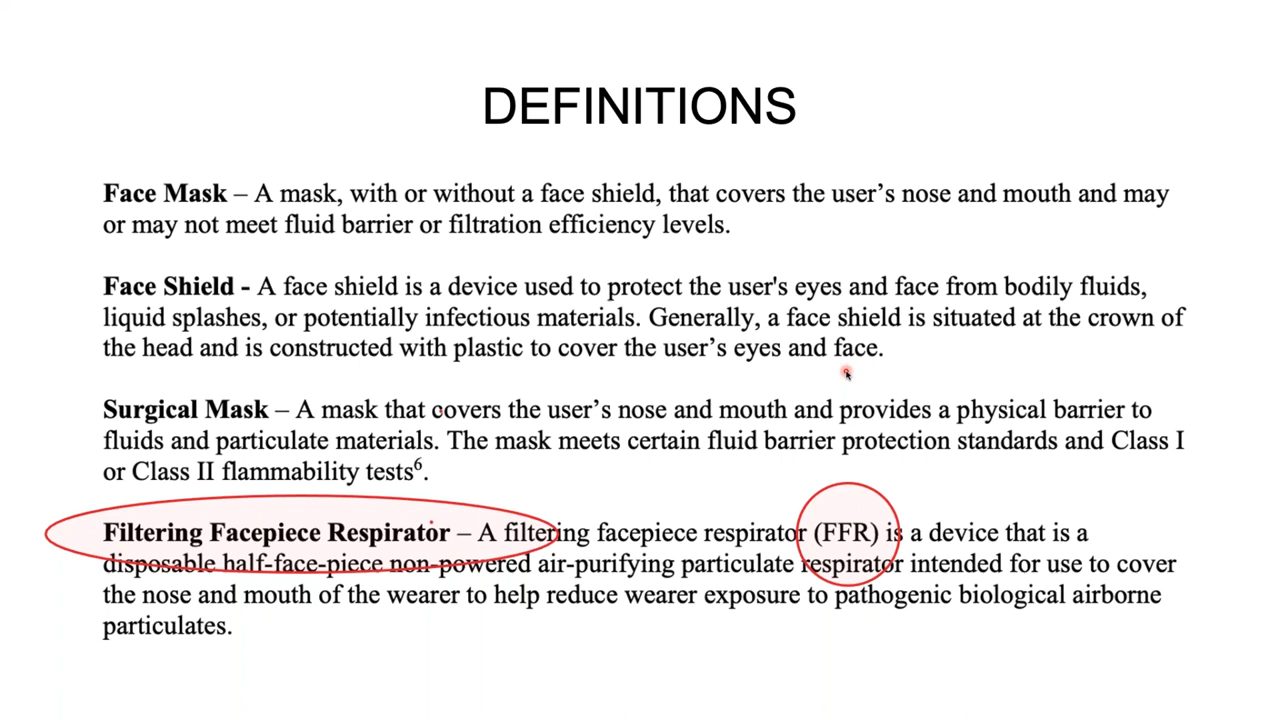 DEFINITIONS
Face Mask – A mask, with or without a face shield, that covers the user’s nose and mouth and may
or may not meet fluid barrier or filtration efficiency levels.
Face Shield - A face shield is a device used to protect the user's eyes and face from bodily fluids,
liquid splashes, or potentially infectious materials. Generally, a face shield is situated at the crown of
the head and is constructed with plastic to cover the user’s eyes and face.
Surgical Mask – A mask that covers the user’s nose and mouth and provides a physical barrier to
fluids and particulate materials. The mask meets certain fluid barrier protection standards and Class I
or Class II flammability tests⁶.
Filtering Facepiece Respirator – A filtering facepiece respirator (FFR) is a device that is a
disposable half-face-piece non-powered air-purifying particulate respirator intended for use to cover
the nose and mouth of the wearer to help reduce wearer exposure to pathogenic biological airborne
particulates.